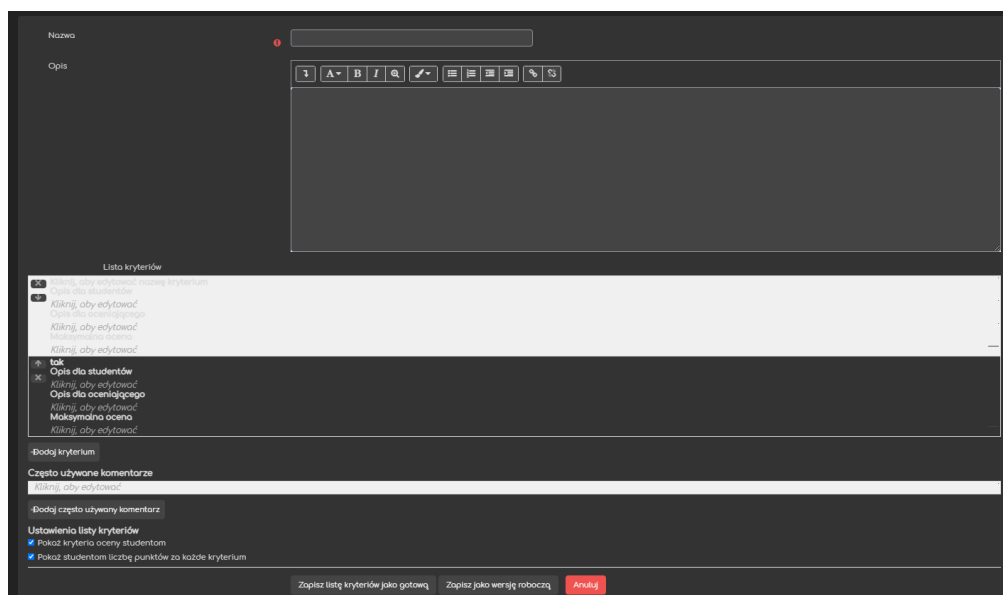 Nazwa
Opis
A B I
Lista kryteriów
Kliknij, aby edytować nazwę kryterium
Opis dla studentów
Kliknij, aby edytować
Opis dla oceniającego
Kliknij, aby edytować
Maksymalna ocena
Kliknij, aby edytować
tak
Opis dla studentów
Kliknij, aby edytować
Opis dla oceniającego
Kliknij, aby edytować
Maksymalna ocena
Kliknij, aby edytować
+Dodaj kryterium
Często używane komentarze
Kliknij, aby edytować
+Dodaj często używany komentarz
Ustawienia listy kryteriów
Pokaż kryteria oceny studentom
Pokaż studentom liczbę punktów za każde kryterium
Zapisz listę kryteriów jako gotową Zapisz jako wersję roboczą Anuluj